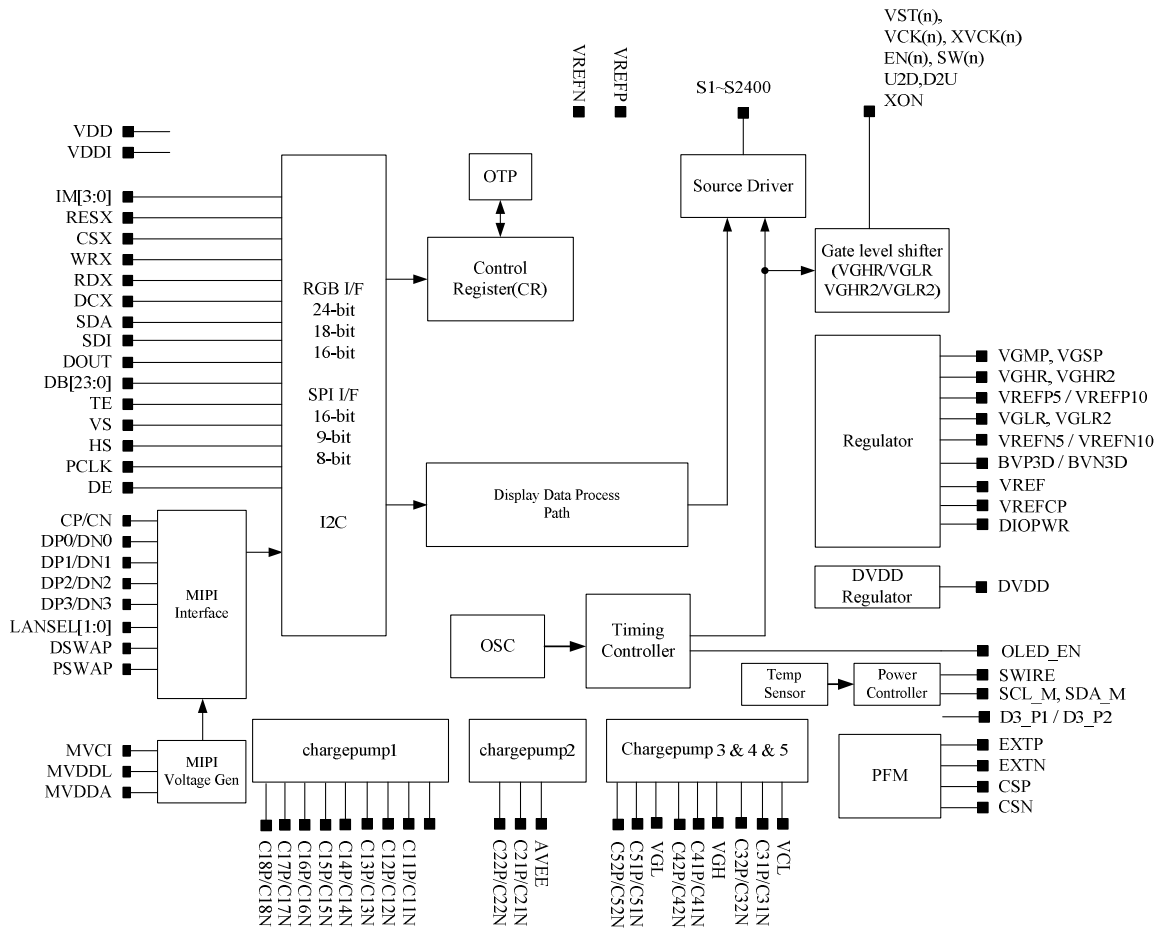 VST(n),
VCK(n), XVCK(n)
EN(n), SW(n)
U2D,D2U
XON
VREFN
VREFP
S1~S2400
VDD
VDDI
IM[3:0]
RESX
CSX
WRX
RDX
DCX
SDA
SDI
DOUT
DB[23:0]
TE
VS
HS
PCLK
DE
CP/CN
DP0/DN0
DP1/DN1
DP2/DN2
DP3/DN3
LANSEL[1:0]
DSWAP
PSWAP
MVCI
MVDDL
MVDDA
MIPI
Interface
MIPI
Voltage Gen
RGB I/F
24-bit
18-bit
16-bit
SPI I/F
16-bit
9-bit
8-bit
I2C
OTP
Control
Register(CR)
Display Data Process
Path
OSC
Timing
Controller
Source Driver
Gate level shifter
(VGHR/VGLR
VGHR2/VGLR2)
Regulator
VGMP, VGSP
VGHR, VGHR2
VREFP5 / VREFP10
VGLR, VGLR2
VREFN5 / VREFN10
BVP3D / BVN3D
VREF
VREFCP
DIOPWR
DVDD
Regulator
DVDD
OLED_EN
Temp
Sensor
Power
Controller
SWIRE
SCL_M, SDA_M
D3_P1 / D3_P2
PFM
EXTP
EXTN
CSP
CSN
chargepump1
chargepump2
Chargepump 3 & 4 & 5
C18P/C18N
C17P/C17N
C16P/C16N
C15P/C15N
C14P/C14N
C13P/C13N
C12P/C12N
C11P/C11N
C22P/C22N
C21P/C21N
AVEE
C52P/C52N
C51P/C51N
VGL
C42P/C42N
C41P/C41N
VGH
C32P/C32N
C31P/C31N
VCL